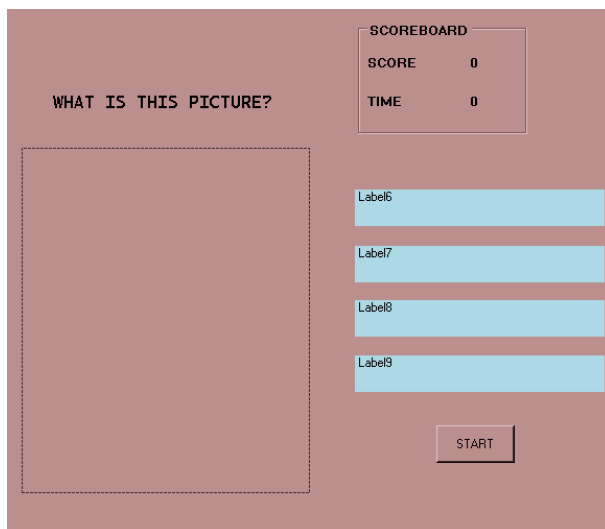 SCOREBOARD
SCORE 0
TIME 0
WHAT IS THIS PICTURE?
Label6
Label7
Label8
Label9
START